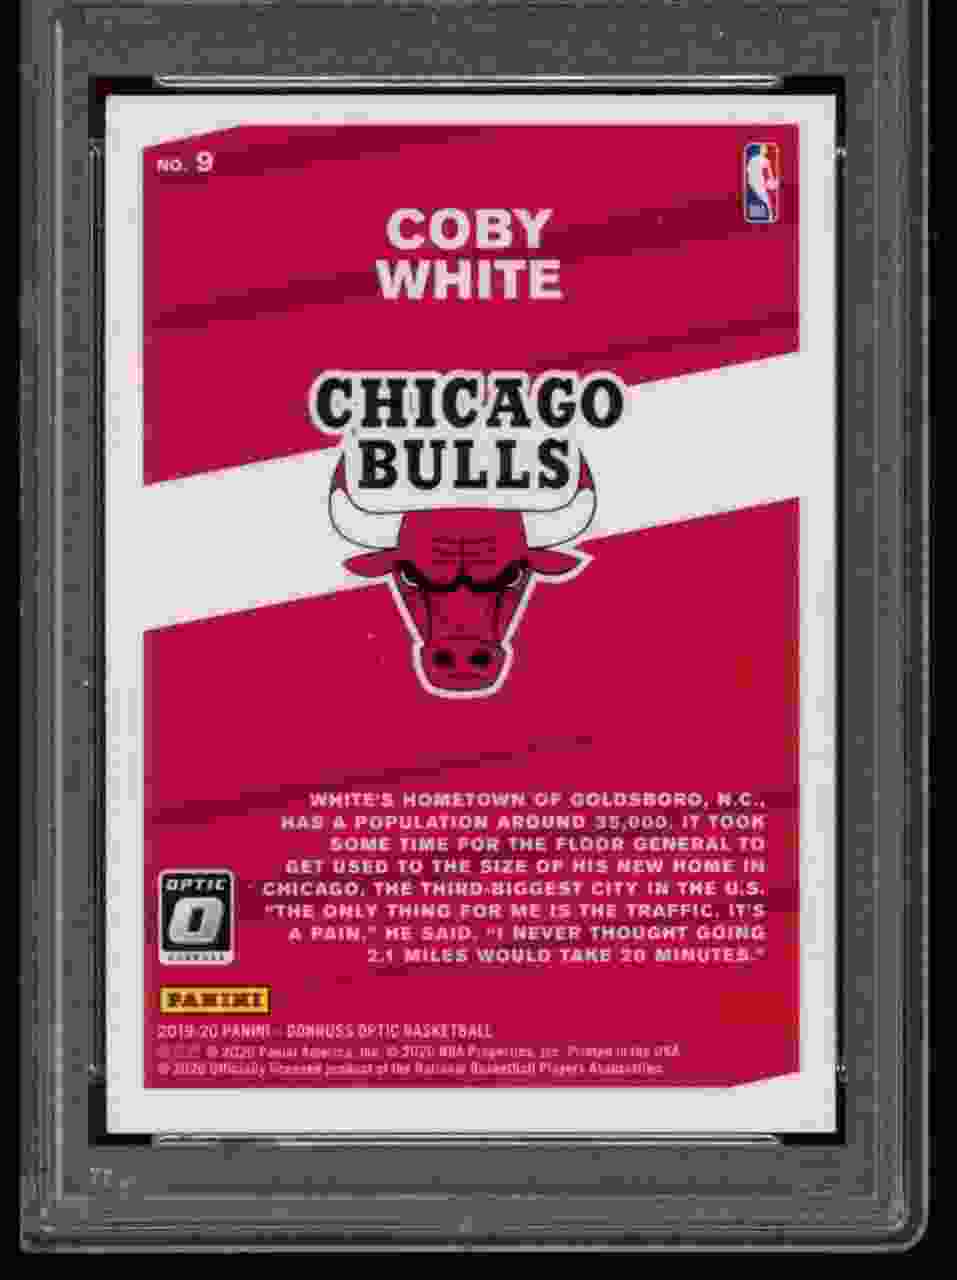 NO. 9
COBY
WHITE
CHICAGO
BULLS
WHITE'S HOMETOWN OF GOLDSBORO, N.C.,
HAS A POPULATION AROUND 35,000. IT TOOK
SOME TIME FOR THE FLOOR GENERAL TO
GET USED TO THE SIZE OF HIS NEW HOME IN
CHICAGO, THE THIRD-BIGGEST CITY IN THE U.S.
"THE ONLY THING FOR ME IS THE TRAFFIC. IT'S
A PAIN," HE SAID. "I NEVER THOUGHT GOING
2.1 MILES WOULD TAKE 20 MINUTES."
OPTIC
O
PANINI
2019-20 PANINI - DONRUSS OPTIC BASKETBALL
© 2020 Panini America, Inc. © 2020 NBA Properties, Inc. Printed in the USA
© 2020 Officially licensed product of the National Basketball Players Association